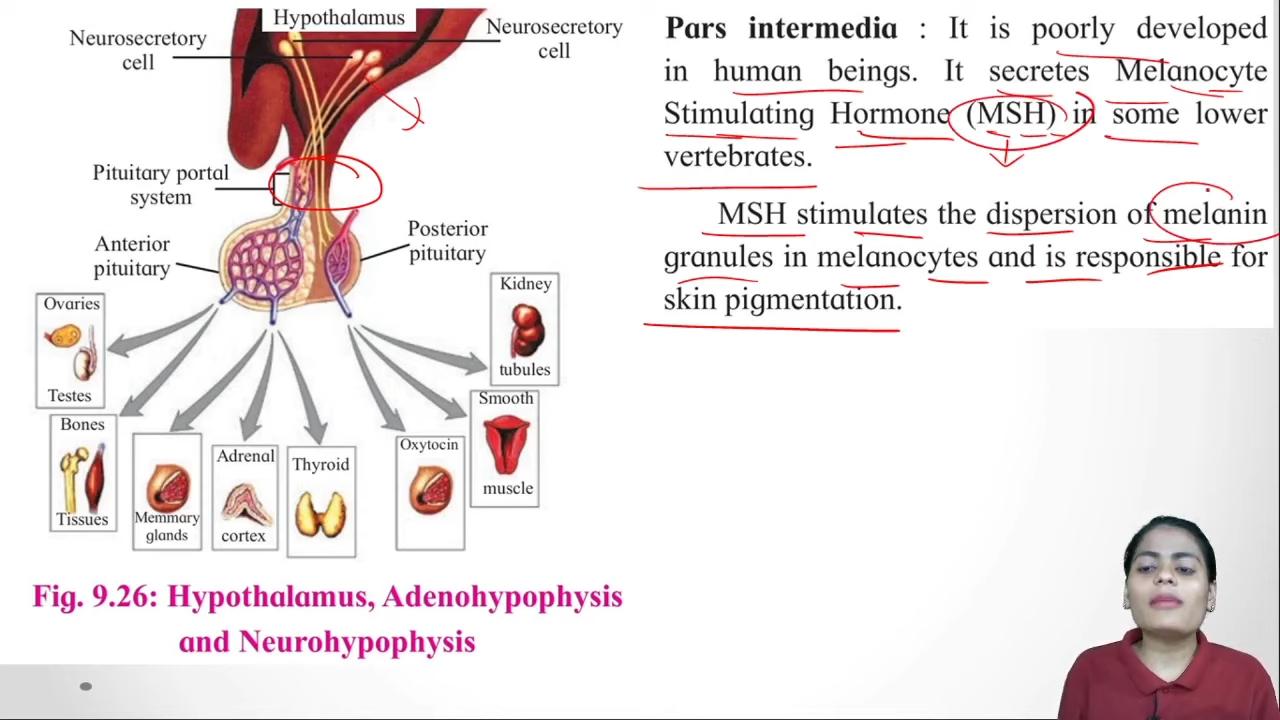 Hypothalamus
Neurosecretory
cell
Neurosecretory
cell
Pituitary portal
system
Anterior
pituitary
Posterior
pituitary
Ovaries
Testes
Bones
Tissues
Memmary
glands
Adrenal
cortex
Thyroid
Oxytocin
Smooth
muscle
Kidney
tubules
Fig. 9.26: Hypothalamus, Adenohypophysis
and Neurohypophysis
Pars intermedia : It is poorly developed
in human beings. It secretes Melanocyte
Stimulating Hormone (MSH) in some lower
vertebrates.
MSH stimulates the dispersion of melanin
granules in melanocytes and is responsible for
skin pigmentation.